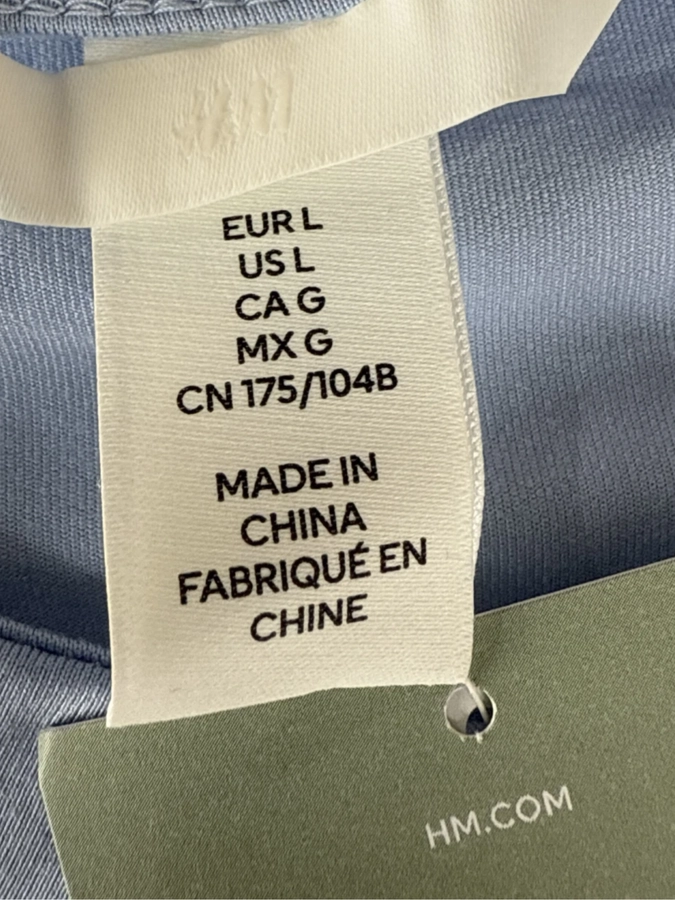 H&M
EUR L
US L
CA G
MX G
CN 175/104B
MADE IN
CHINA
FABRIQUÉ EN
CHINE
HM.COM